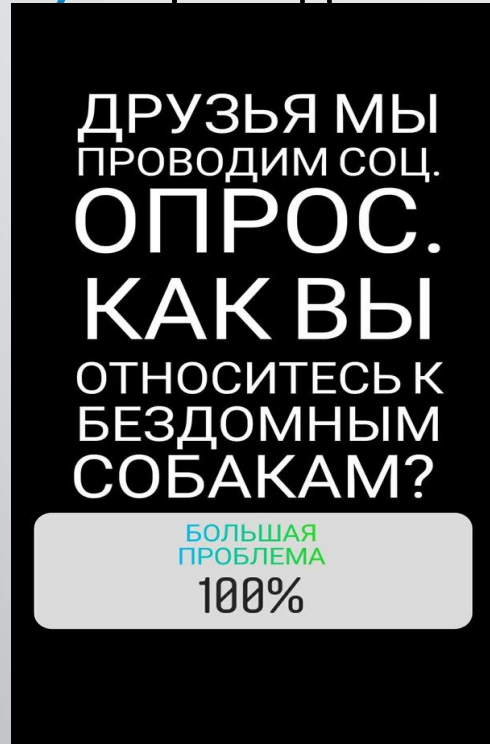 ДРУЗЬЯ МЫ
ПРОВОДИМ СОЦ.
ОПРОС.
КАК ВЫ
ОТНОСИТЕСЬ К
БЕЗДОМНЫМ
СОБАКАМ?
БОЛЬШАЯ
ПРОБЛЕМА
100%